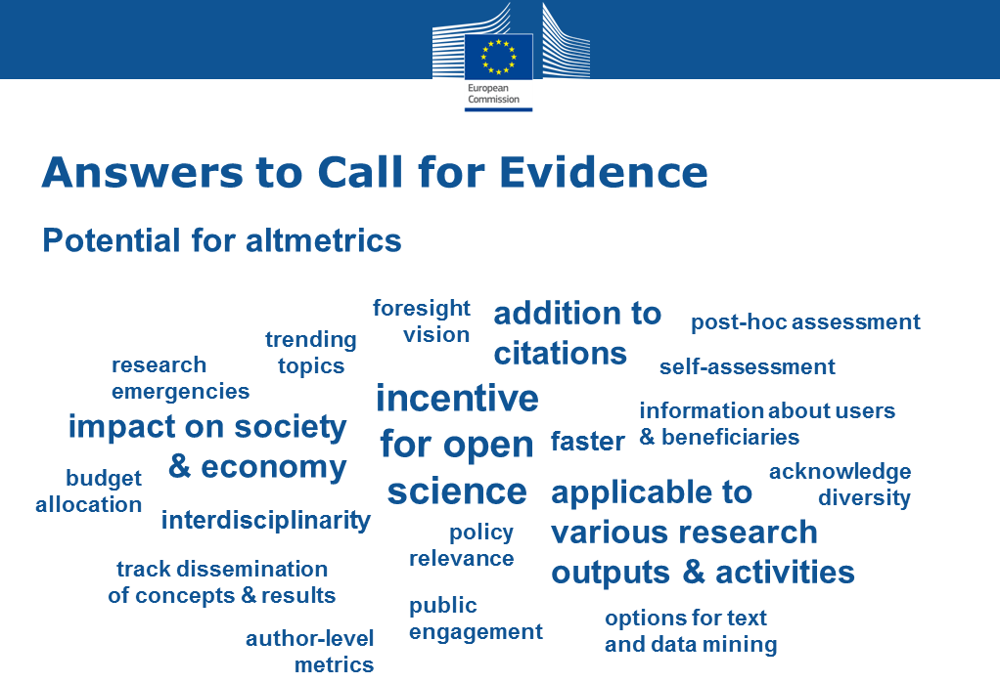 European
Commission
Answers to Call for Evidence
Potential for altmetrics
foresight
vision
addition to
citations
post-hoc assessment
trending
topics
self-assessment
research
emergencies
incentive
for open
science
information about users
& beneficiaries
impact on society
& economy
faster
budget
allocation
acknowledge
diversity
applicable to
various research
outputs & activities
interdisciplinarity
policy
relevance
track dissemination
of concepts & results
public
engagement
options for text
and data mining
author-level
metrics